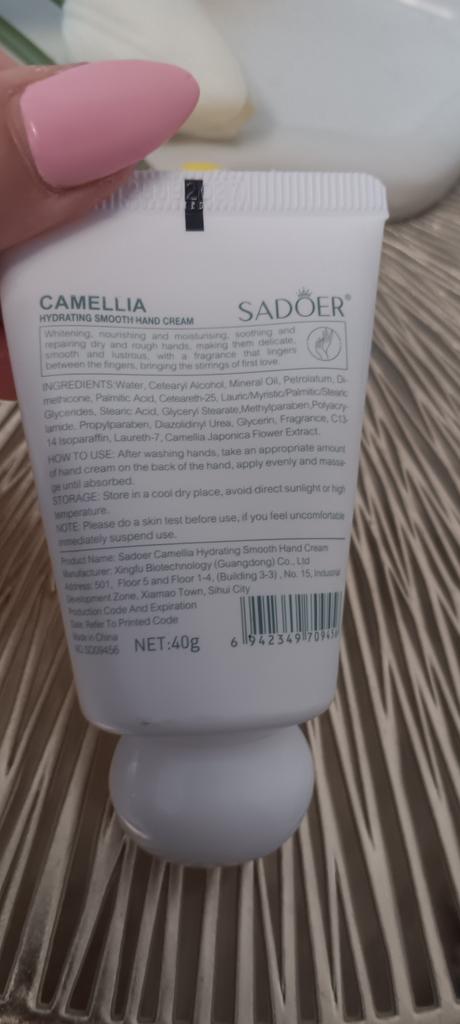 CAMELLIA
HYDRATING SMOOTH HAND CREAM
SADOER®
Whitening, nourishing and moisturising, soothing and
repairing dry and rough hands, making them delicate,
smooth and lustrous, with a fragrance that lingers
between the fingers, bringing the stirrings of first love.
INGREDIENTS:Water, Cetearyl Alcohol, Mineral Oil, Petrolatum, Di-
methicone, Palmitic Acid, Ceteareth-25, Lauric/Myristic/Palmitic/Stearic
Glycerides, Stearic Acid, Glyceryl Stearate,Methylparaben,Polyacry-
lamide, Propylparaben, Diazolidinyl Urea, Glycerin, Fragrance, C13-
14 Isoparaffin, Laureth-7, Camellia Japonica Flower Extract.
HOW TO USE: After washing hands, take an appropriate amount
of hand cream on the back of the hand, apply evenly and massa-
ge until absorbed.
STORAGE: Store in a cool dry place, avoid direct sunlight or high
temperature.
NOTE: Please do a skin test before use, if you feel uncomfortable
immediately suspend use.
Product Name: Sadoer Camellia Hydrating Smooth Hand Cream
Manufacturer: Xingfu Biotechnology (Guangdong) Co., Ltd
Address: 501, Floor 5 and Floor 1-4, (Building 3-3) , No. 15, Industrial
Development Zone, Xiamao Town, Sihui City
Production Code And Expiration
Date: Refer To Printed Code
Made in China
NO.SD09456
NET:40g
6 942349 709456